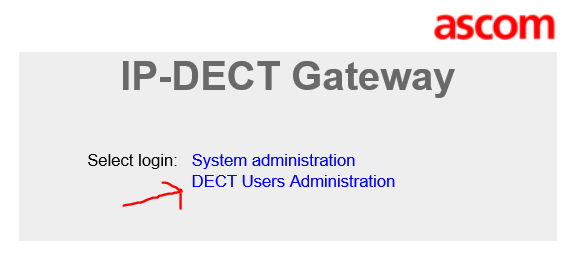 ascom
IP-DECT Gateway
Select login: System administration
DECT Users Administration